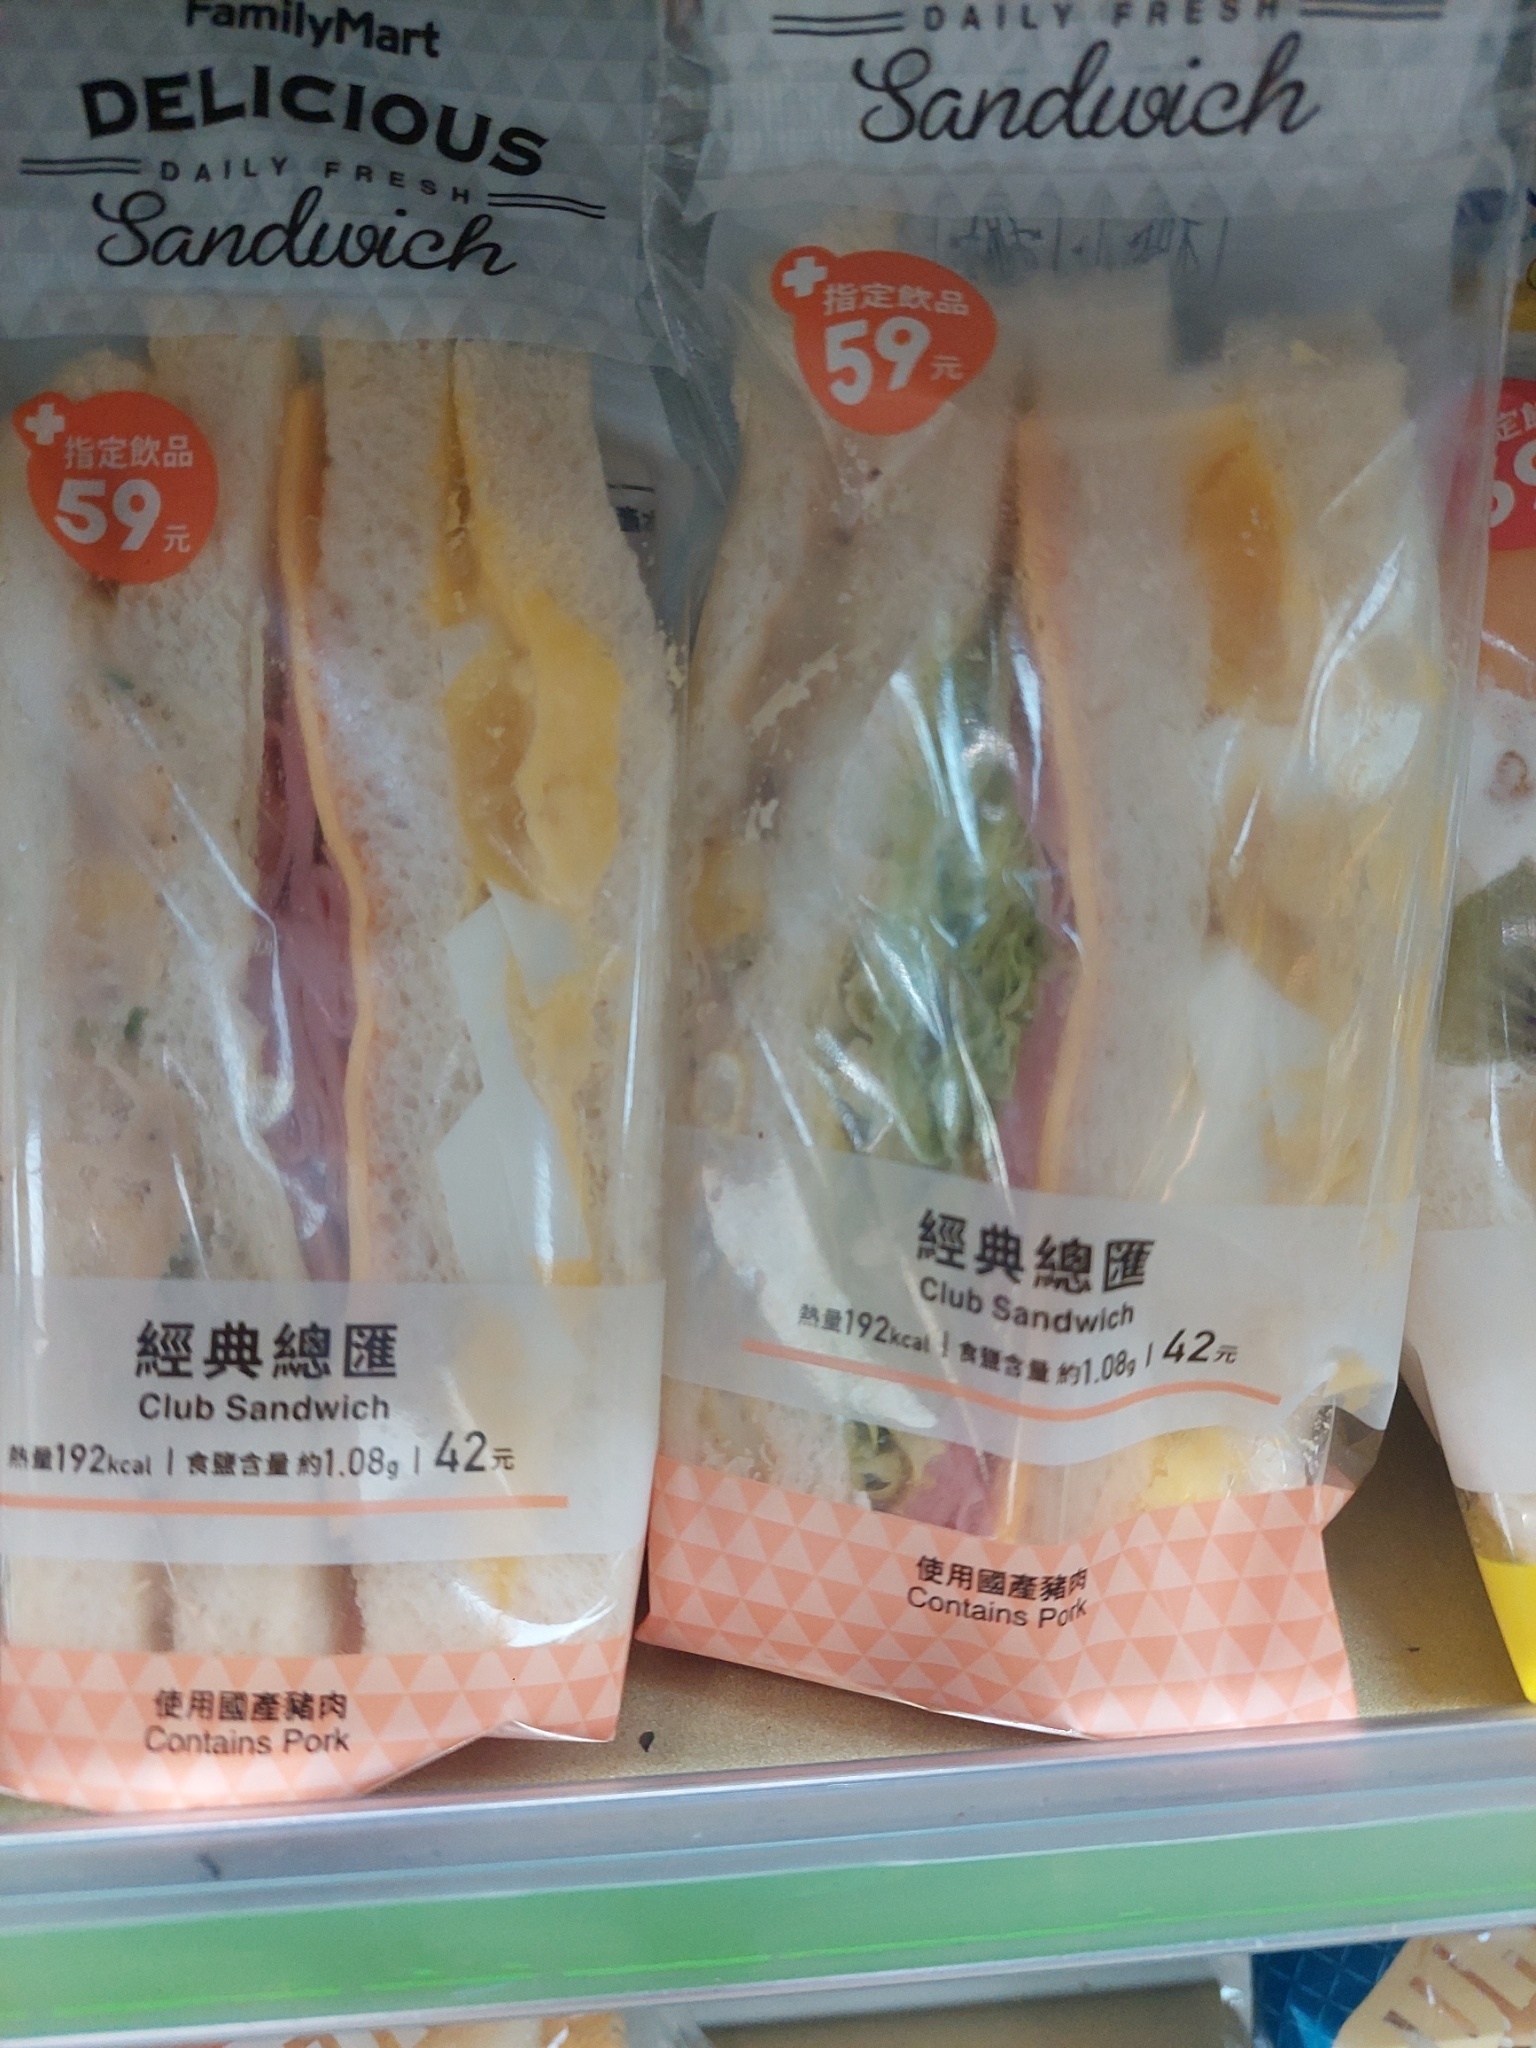 FamilyMart
DELICIOUS
DAILY FRESH
Sandwich
指定飲品
59元
經典總匯
Club Sandwich
熱量192kcal | 食鹽含量 約1.08g | 42元
使用國產豬肉
Contains Pork
DAILY FRESH
Sandwich
指定飲品
59元
經典總匯
Club Sandwich
熱量192kcal | 食鹽含量 約1.08g | 42元
使用國產豬肉
Contains Pork